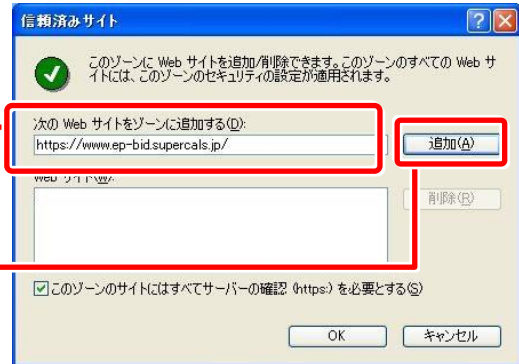 信頼済みサイト
このゾーンに Web サイトを追加/削除できます。このゾーンのすべての Web サ
イトには、このゾーンのセキュリティの設定が適用されます。
次の Web サイトをゾーンに追加する(D):
https://www.ep-bid.supercals.jp/
追加(A)
Web サイト(W):
削除(R)
このゾーンのサイトにはすべてサーバーの確認 (https:) を必要とする(S)
OK
キャンセル